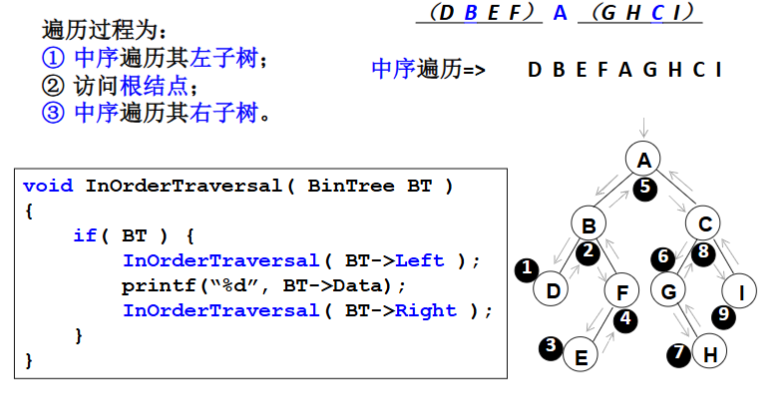 (D B E F) A (G H C I)
遍历过程为:
① 中序遍历其左子树;
② 访问根结点;
③ 中序遍历其右子树。
中序遍历=> D B E F A G H C I
void InOrderTraversal( BinTree BT )
{
if( BT ) {
InOrderTraversal( BT->Left );
printf(“%d”, BT->Data);
InOrderTraversal( BT->Right );
}
}
A
5
B
C
2
6
8
1
D
F
G
I
4
9
3
E
7
H